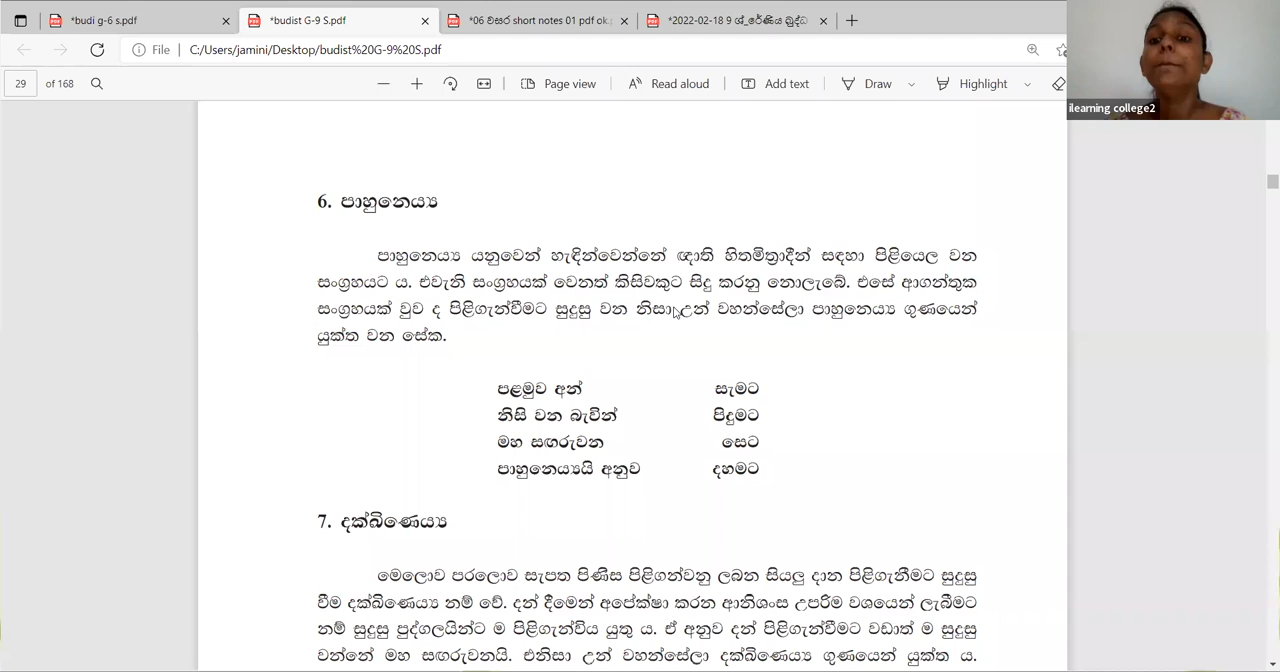 *budi g-6 s.pdf
*budist G-9 S.pdf
*06 වසර short notes 01 pdf ok.p
*2022-02-18 9 ශ්‍රේණිය බුද්ධ
File C:/Users/jamini/Desktop/budist%20G-9%20S.pdf
29 of 168 Page view Read aloud Add text Draw Highlight
ilearning college2
6. පාහුනෙය්‍ය
පාහුනෙය්‍ය යනුවෙන් හැඳින්වෙන්නේ ඥාති හිතමිත්‍රාදීන් සඳහා පිළියෙල වන
සංග්‍රහයට ය. එවැනි සංග්‍රහයක් වෙනත් කිසිවකුට සිදු කරනු නොලැබේ. එසේ ආගන්තුක
සංග්‍රහයක් වුව ද පිළිගැන්වීමට සුදුසු වන නිසා උන් වහන්සේලා පාහුනෙය්‍ය ගුණයෙන්
යුක්ත වන සේක.
පළමුව අන් සැමට
නිසි වන බැවින් පිදුමට
මහ සඟරුවන සෙට
පාහුනෙය්‍යයි අනුව දහමට
7. දක්ඛිණෙය්‍ය
මෙලොව පරලොව සැපත පිණිස පිළිගන්වනු ලබන සියලු දාන පිළිගැනීමට සුදුසු
වීම දක්ඛිණෙය්‍ය නම් වේ. දන් දීමෙන් අපේක්ෂා කරන ආනිශංස උපරිම වශයෙන් ලැබීමට
නම් සුදුසු පුද්ගලයින්ට ම පිළිගැන්විය යුතු ය. ඒ අනුව දන් පිළිගැන්වීමට වඩාත් ම සුදුසු
වන්නේ මහ සඟරුවනයි. එනිසා උන් වහන්සේලා දක්ඛිණෙය්‍ය ගුණයෙන් යුක්ත ය.